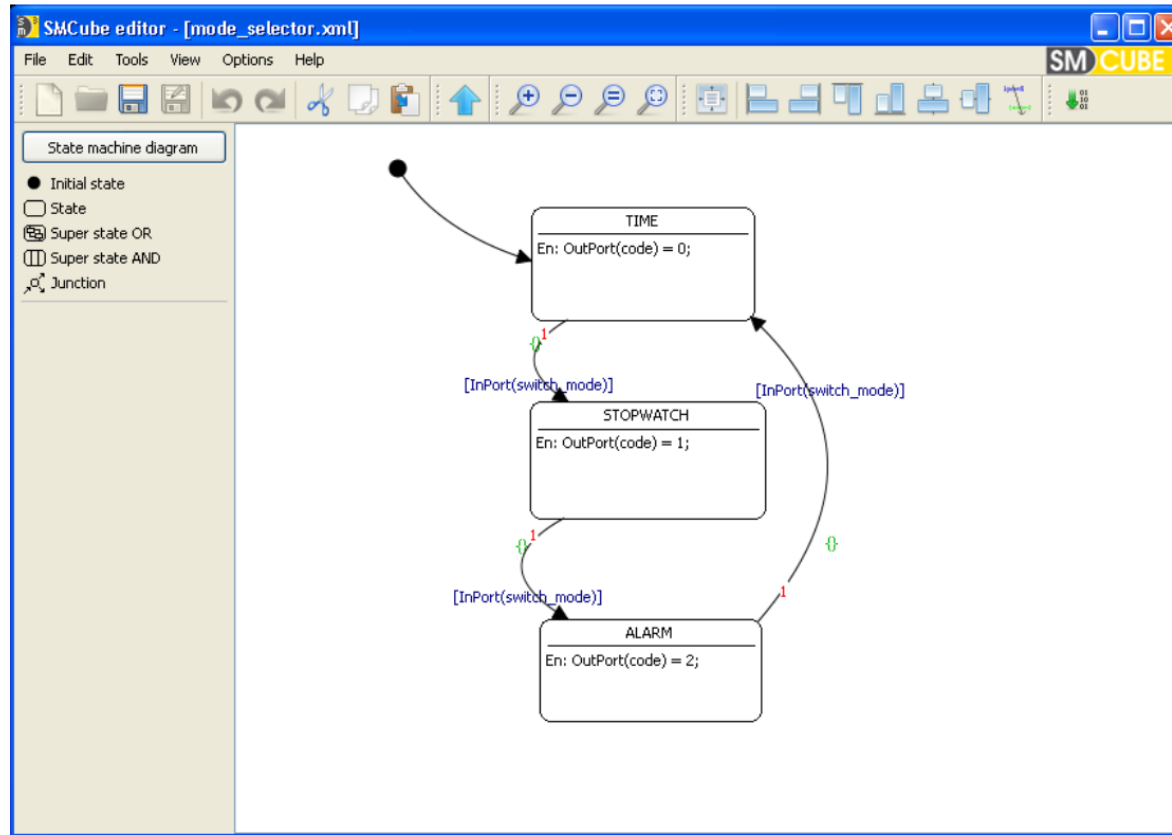 SMCube editor - [mode_selector.xml]
File Edit Tools View Options Help
SM CUBE
State machine diagram
Initial state
State
Super state OR
Super state AND
Junction
TIME
En: OutPort(code) = 0;
1
{}
[InPort(switch_mode)]
[InPort(switch_mode)]
STOPWATCH
En: OutPort(code) = 1;
1
{}
{}
[InPort(switch_mode)]
1
ALARM
En: OutPort(code) = 2;